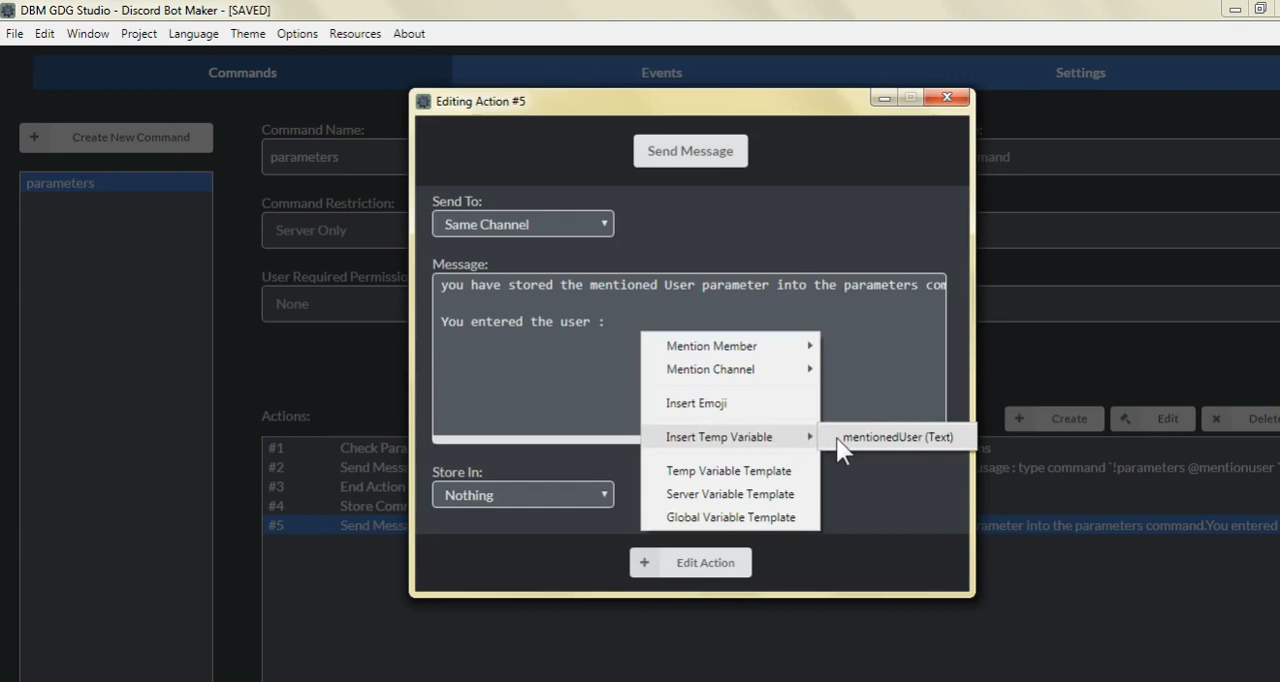 DBM GDG Studio - Discord Bot Maker - [SAVED]
File Edit Window Project Language Theme Options Resources About
Commands Events Settings
Create New Command
parameters
Command Name:
parameters
Command Restriction:
Server Only
User Required Permissio
None
Actions:
Create Edit Delete
#1 Check Para
#2 Send Messa usage : type command `!parameters @mentionuser
#3 End Action
#4 Store Comm
#5 Send Messa rameter into the parameters command.You entered
Editing Action #5
Send Message
Send To:
Same Channel
Message:
you have stored the mentioned User parameter into the parameters com
You entered the user :
Store In:
Nothing
Edit Action
Mention Member
Mention Channel
Insert Emoji
Insert Temp Variable
mentionedUser (Text)
Temp Variable Template
Server Variable Template
Global Variable Template